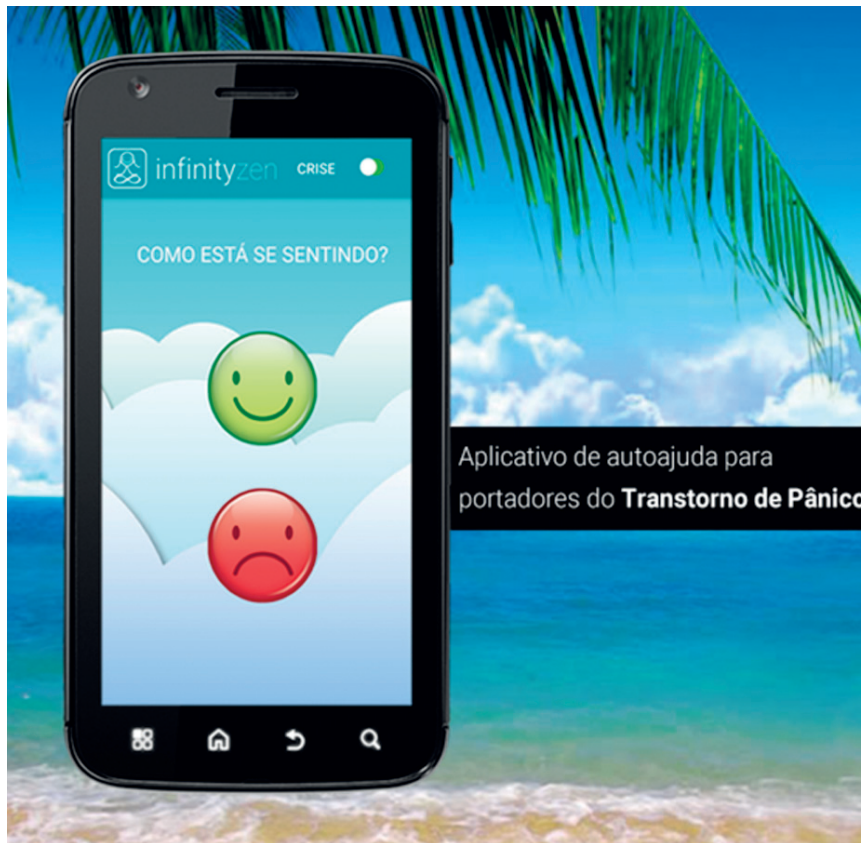 infinityzen CRISE
COMO ESTÁ SE SENTINDO?
Aplicativo de autoajuda para
portadores do Transtorno de Pânico